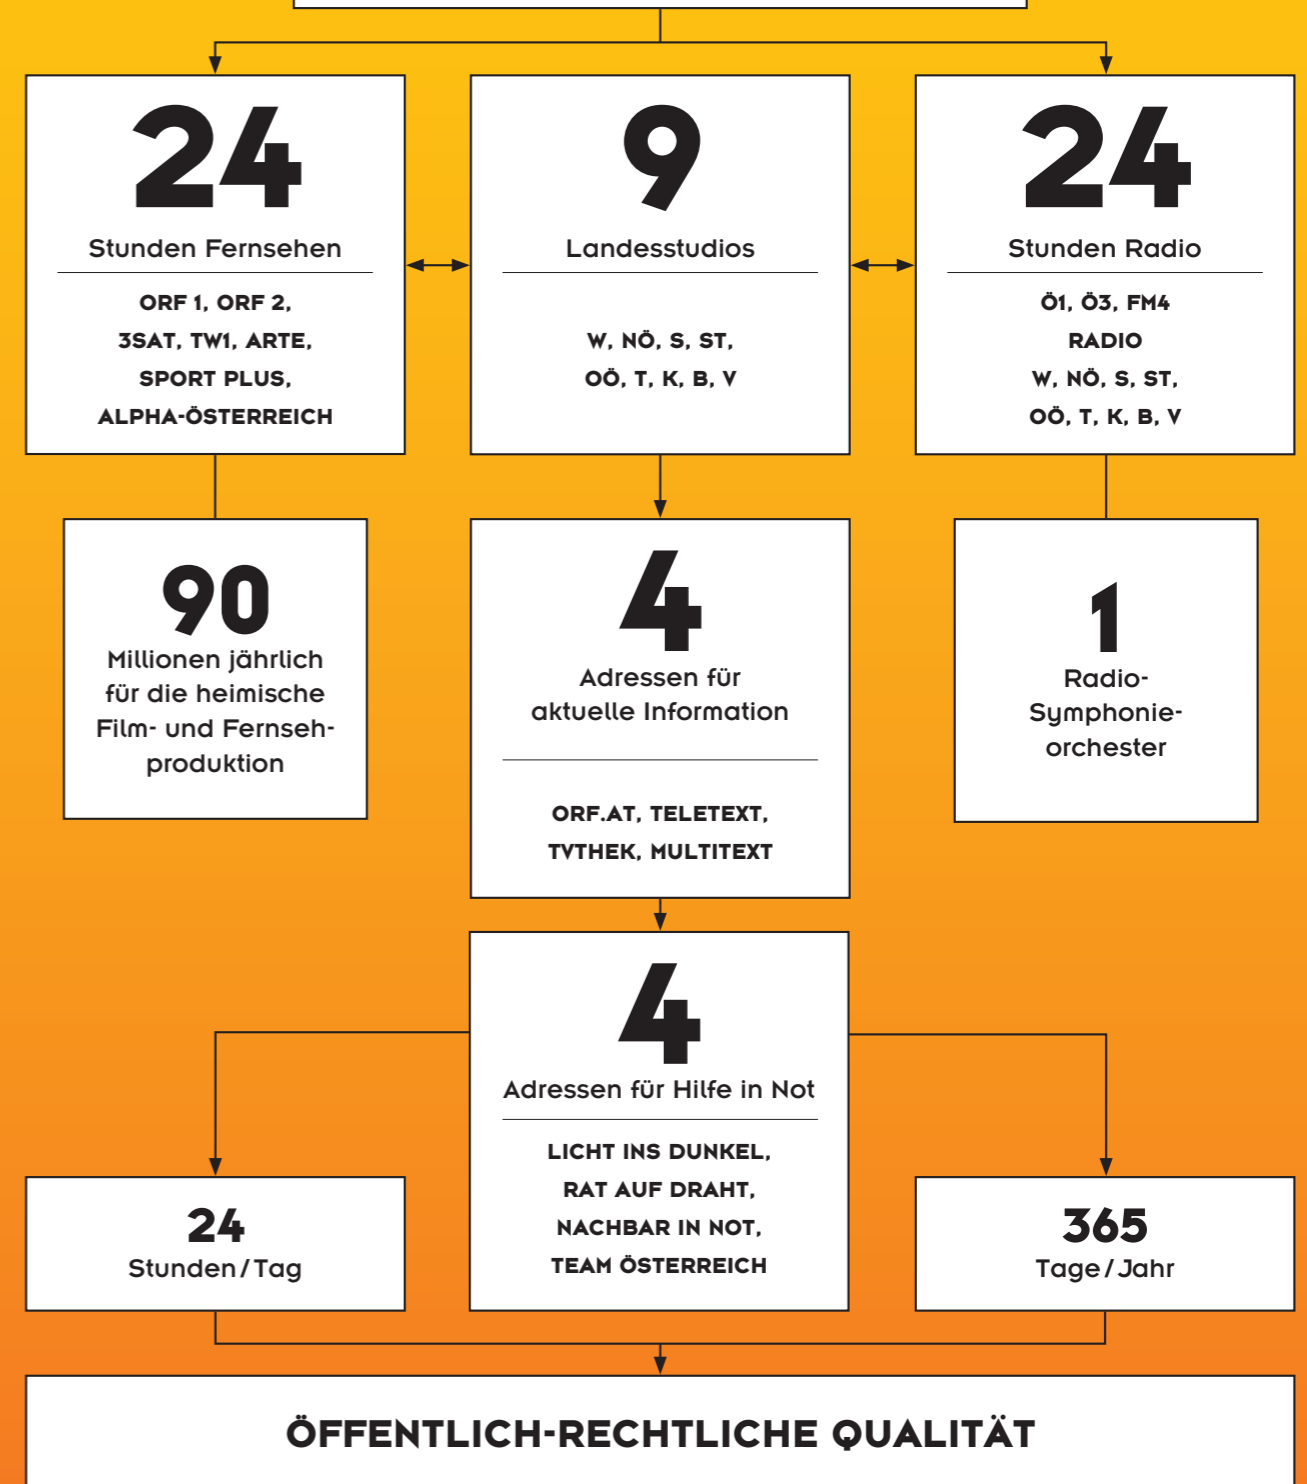 24
Stunden Fernsehen
ORF 1, ORF 2,
3SAT, TW1, ARTE,
SPORT PLUS,
ALPHA-ÖSTERREICH
9
Landesstudios
W, NÖ, S, ST,
OÖ, T, K, B, V
24
Stunden Radio
Ö1, Ö3, FM4
RADIO
W, NÖ, S, ST,
OÖ, T, K, B, V
90
Millionen jährlich
für die heimische
Film- und Fernseh-
produktion
4
Adressen für
aktuelle Information
ORF.AT, TELETEXT,
TVTHEK, MULTITEXT
1
Radio-
Symphonie-
orchester
4
Adressen für Hilfe in Not
LICHT INS DUNKEL,
RAT AUF DRAHT,
NACHBAR IN NOT,
TEAM ÖSTERREICH
24
Stunden/Tag
365
Tage/Jahr
ÖFFENTLICH-RECHTLICHE QUALITÄT